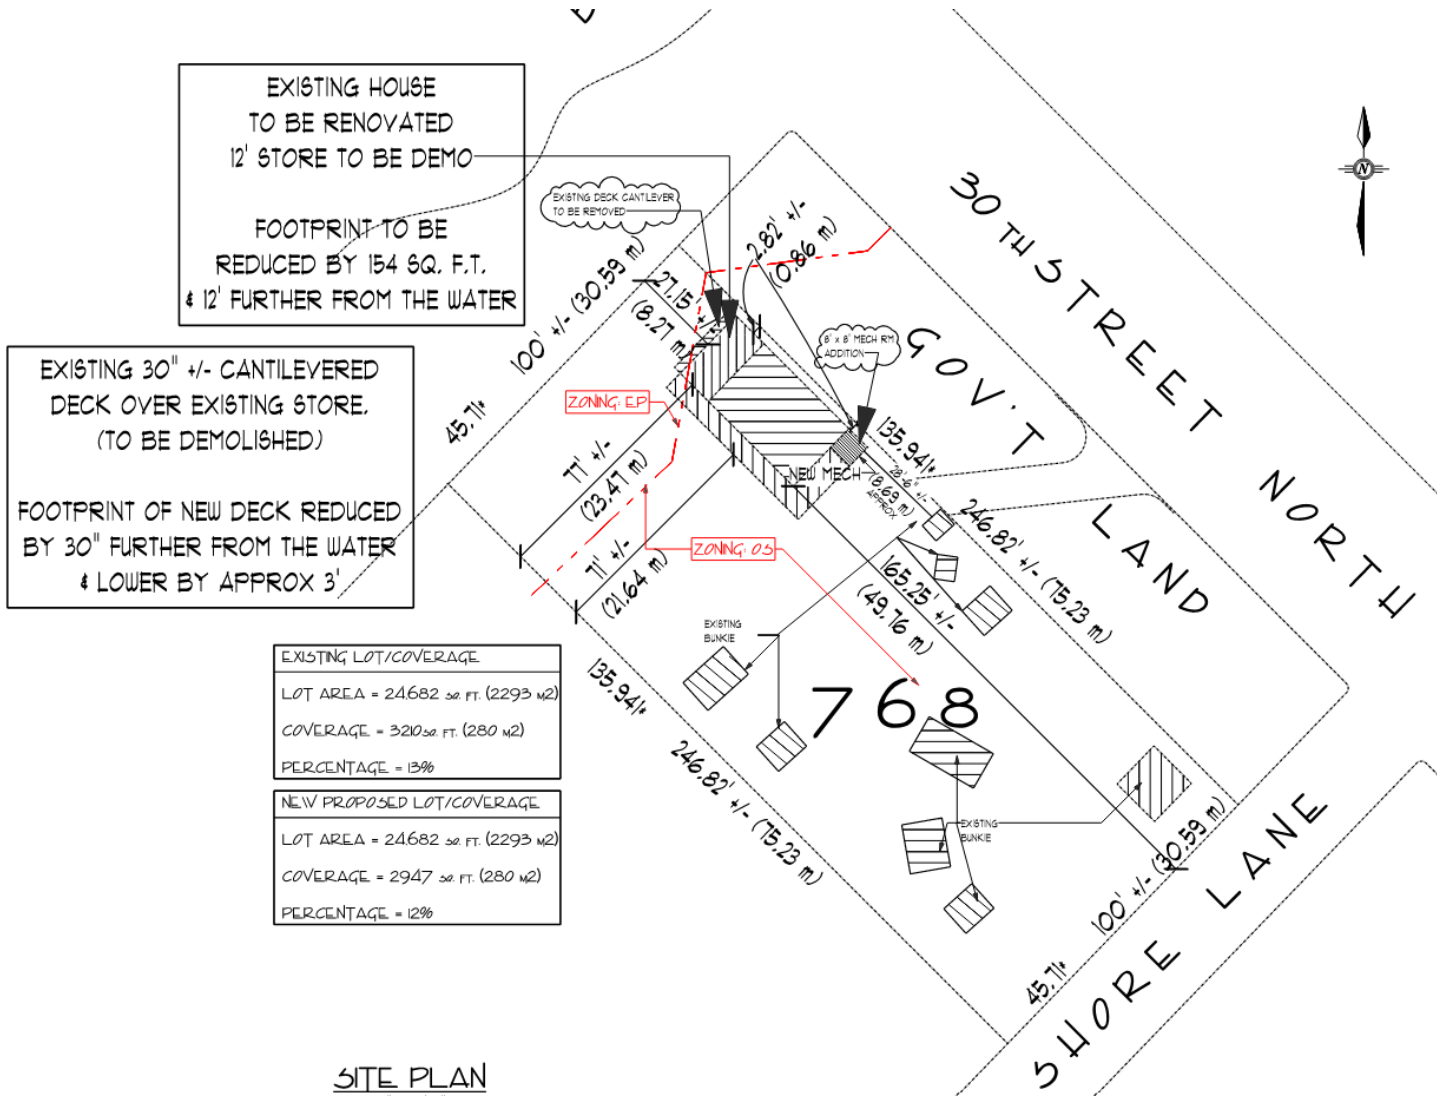 EXISTING HOUSE
TO BE RENOVATED
12' STORE TO BE DEMO
FOOTPRINT TO BE
REDUCED BY 154 SQ. F.T.
& 12' FURTHER FROM THE WATER
EXISTING 30" +/- CANTILEVERED
DECK OVER EXISTING STORE.
(TO BE DEMOLISHED)
FOOTPRINT OF NEW DECK REDUCED
BY 30" FURTHER FROM THE WATER
& LOWER BY APPROX 3'
EXISTING LOT/COVERAGE
LOT AREA = 24682 SQ. FT. (2293 M2)
COVERAGE = 3210 SQ. FT. (280 M2)
PERCENTAGE = 13%
NEW PROPOSED LOT/COVERAGE
LOT AREA = 24682 SQ. FT. (2293 M2)
COVERAGE = 2947 SQ. FT. (280 M2)
PERCENTAGE = 12%
SITE PLAN
EXISTING DECK CANTILEVER
TO BE REMOVED
2.82' +/-
(0.86 m)
27.15' +/-
(8.27 m)
100' +/- (30.59 m)
45.71*
8' x 8' MECH RM
ADDITION
ZONING: EP
77' +/-
(23.47 m)
71' +/-
(21.64 m)
ZONING: OS
NEW MECH
135.941*
28'-6" +/-
(8.69 m)
APPROX
246.82' +/- (75.23 m)
165.25' +/-
(49.76 m)
EXISTING
BUNKIE
135.941*
246.82' +/- (75.23 m)
768
EXISTING
BUNKIE
100' +/- (30.59 m)
45.71*
GOV'T LAND
30TH STREET NORTH
SHORE LANE
N